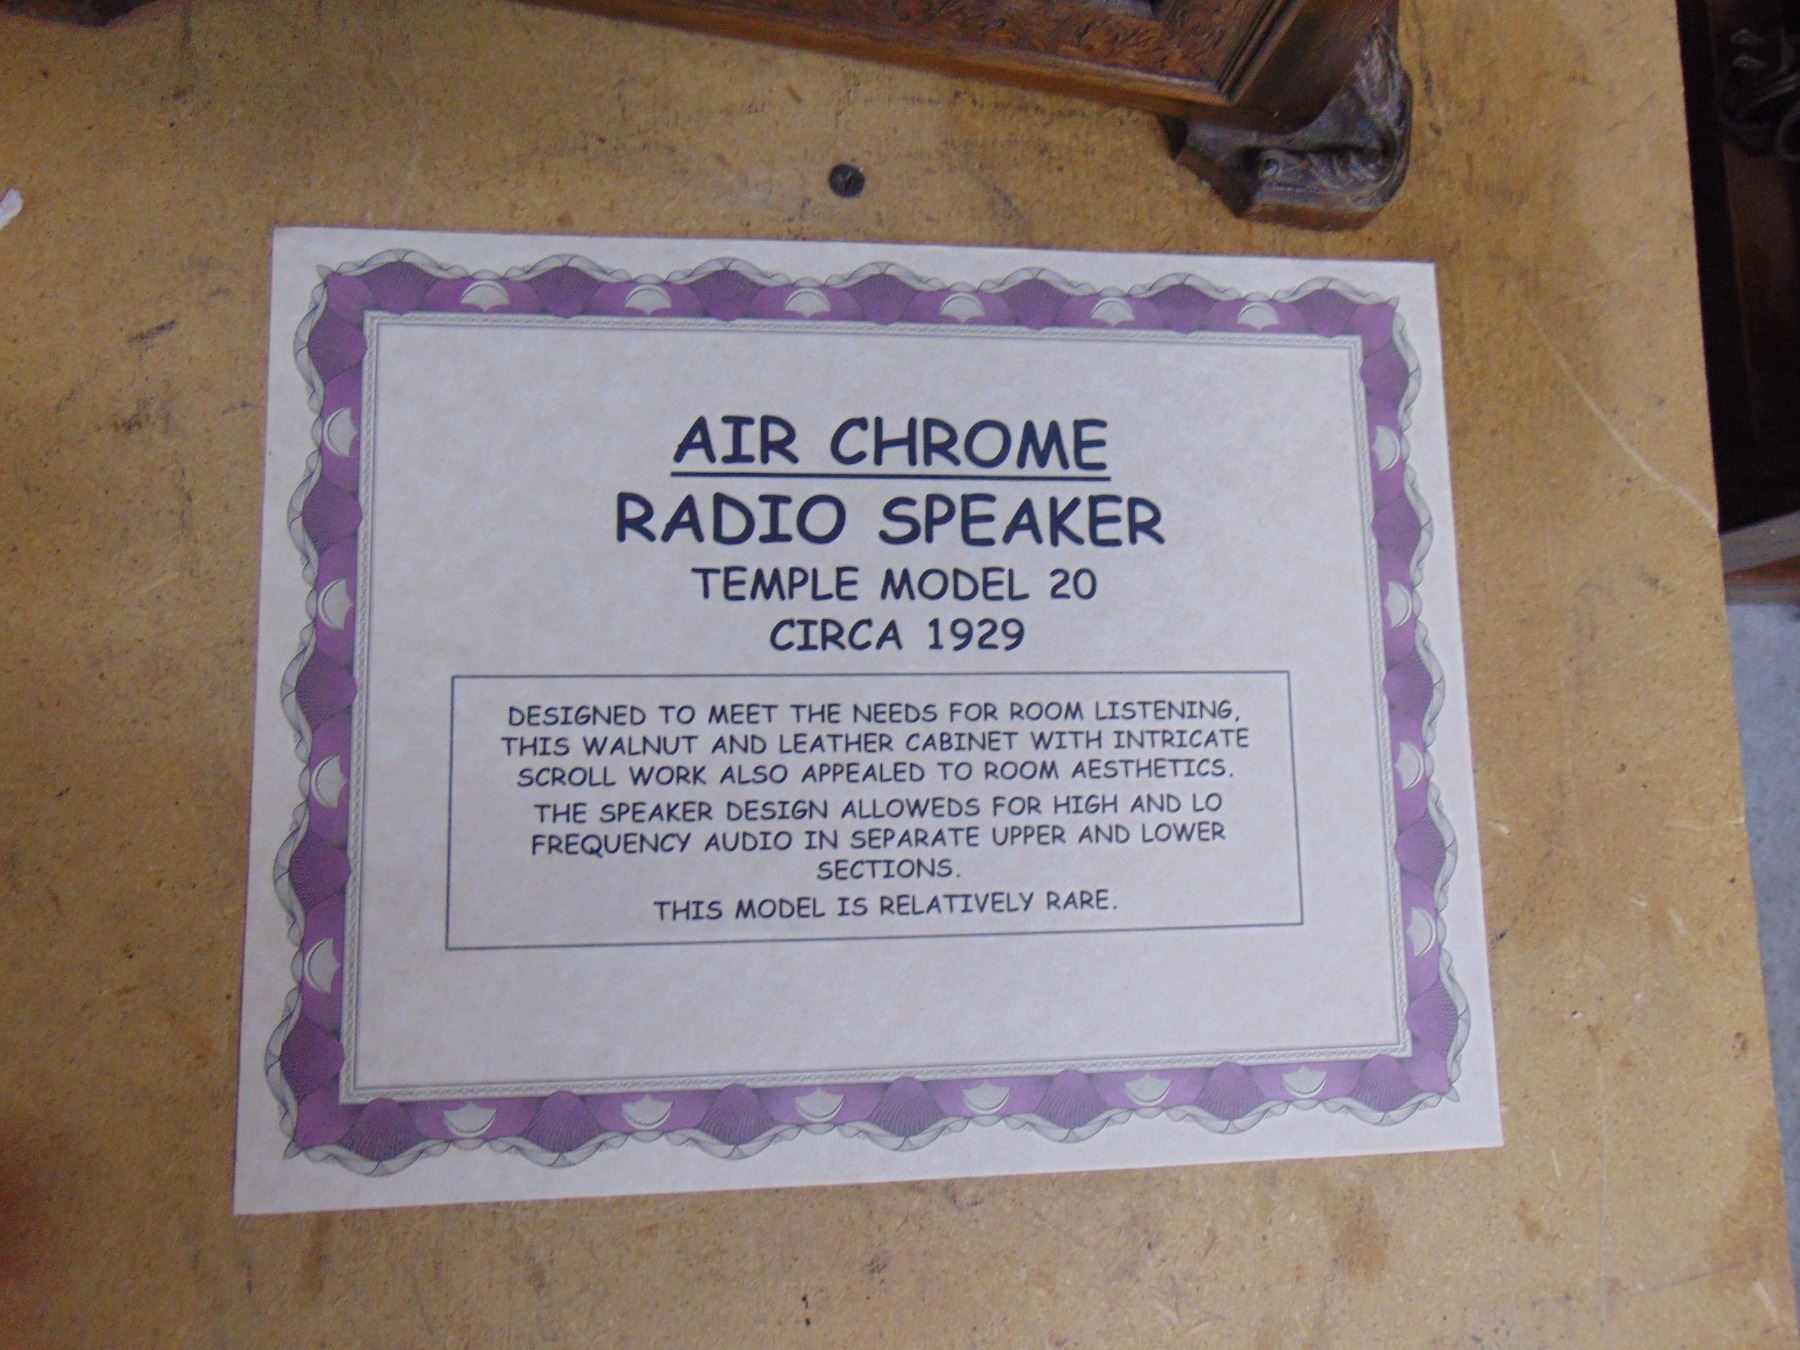 AIR CHROME
RADIO SPEAKER
TEMPLE MODEL 20
CIRCA 1929
DESIGNED TO MEET THE NEEDS FOR ROOM LISTENING,
THIS WALNUT AND LEATHER CABINET WITH INTRICATE
SCROLL WORK ALSO APPEALED TO ROOM AESTHETICS.
THE SPEAKER DESIGN ALLOWEDS FOR HIGH AND LO
FREQUENCY AUDIO IN SEPARATE UPPER AND LOWER
SECTIONS.
THIS MODEL IS RELATIVELY RARE.